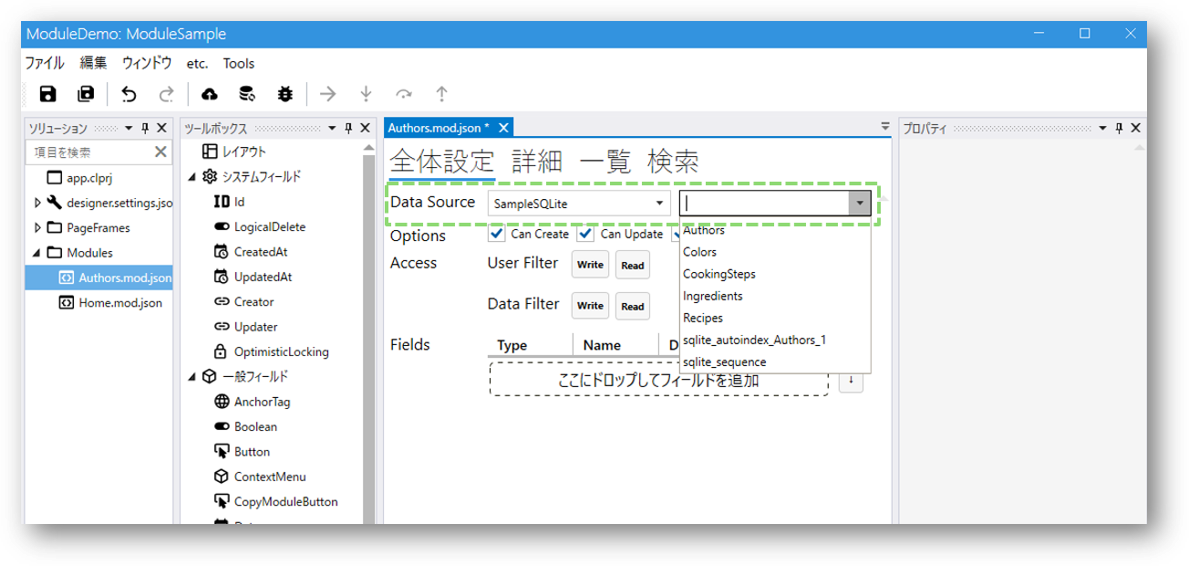 ModuleDemo: ModuleSample
ファイル 編集 ウィンドウ etc. Tools
ソリューション
項目を検索
app.clprj
designer.settings.jso
PageFrames
Modules
Authors.mod.json
Home.mod.json
ツールボックス
レイアウト
システムフィールド
ID Id
LogicalDelete
CreatedAt
UpdatedAt
Creator
Updater
OptimisticLocking
一般フィールド
AnchorTag
Boolean
Button
ContextMenu
CopyModuleButton
Authors.mod.json *
全体設定 詳細 一覧 検索
Data Source SampleSQLite
Options Can Create Can Update
Access User Filter Write Read
Data Filter Write Read
Fields Type Name D
ここにドロップしてフィールドを追加
Authors
Colors
CookingSteps
Ingredients
Recipes
sqlite_autoindex_Authors_1
sqlite_sequence
プロパティ